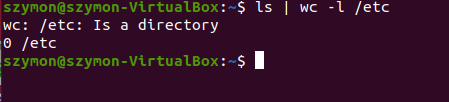 szymon@szymon-VirtualBox:~$ ls | wc -l /etc
wc: /etc: Is a directory
0 /etc
szymon@szymon-VirtualBox:~$